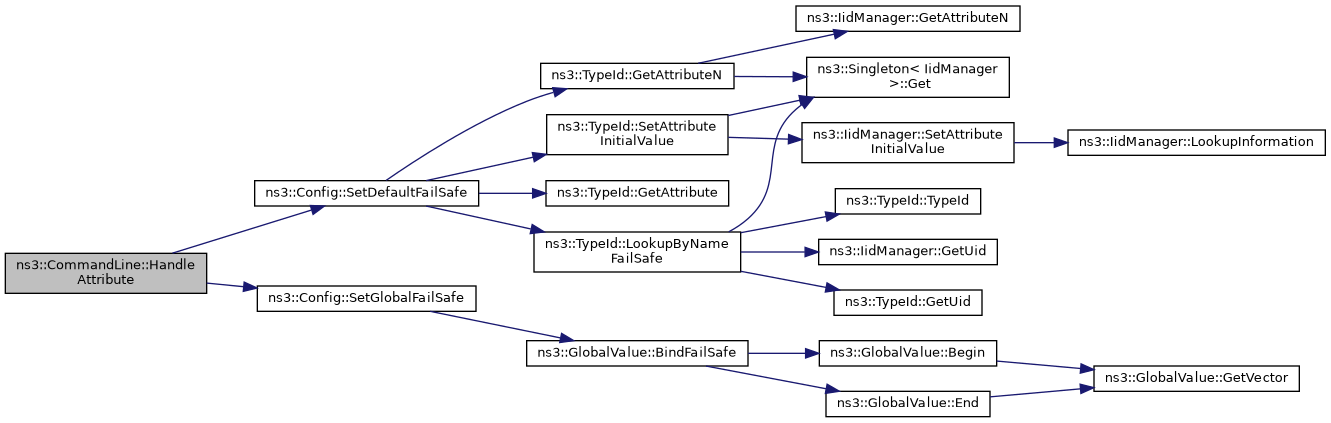 ns3::IidManager::GetAttributeN
ns3::Singleton< IidManager
>::Get
ns3::TypeId::GetAttributeN
ns3::TypeId::SetAttribute
InitialValue
ns3::IidManager::SetAttribute
InitialValue
ns3::IidManager::LookupInformation
ns3::Config::SetDefaultFailSafe
ns3::TypeId::GetAttribute
ns3::TypeId::TypeId
ns3::TypeId::LookupByName
FailSafe
ns3::IidManager::GetUid
ns3::CommandLine::Handle
Attribute
ns3::Config::SetGlobalFailSafe
ns3::TypeId::GetUid
ns3::GlobalValue::BindFailSafe
ns3::GlobalValue::Begin
ns3::GlobalValue::GetVector
ns3::GlobalValue::End